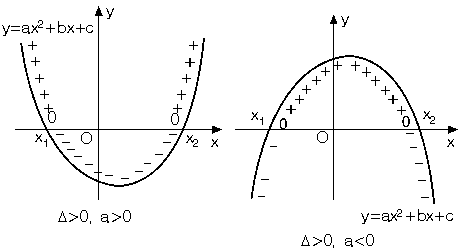 y
y=ax²+bx+c
+ + + + + + + + + + + +
0 0
x₁ O x₂ x
− − − − − − − − − − − − −
Δ>0, a>0
y
+ + + + + + + + + + + + + + +
x₁ 0 O 0 x₂ x
− − − − − − −
y=ax²+bx+c
Δ>0, a<0